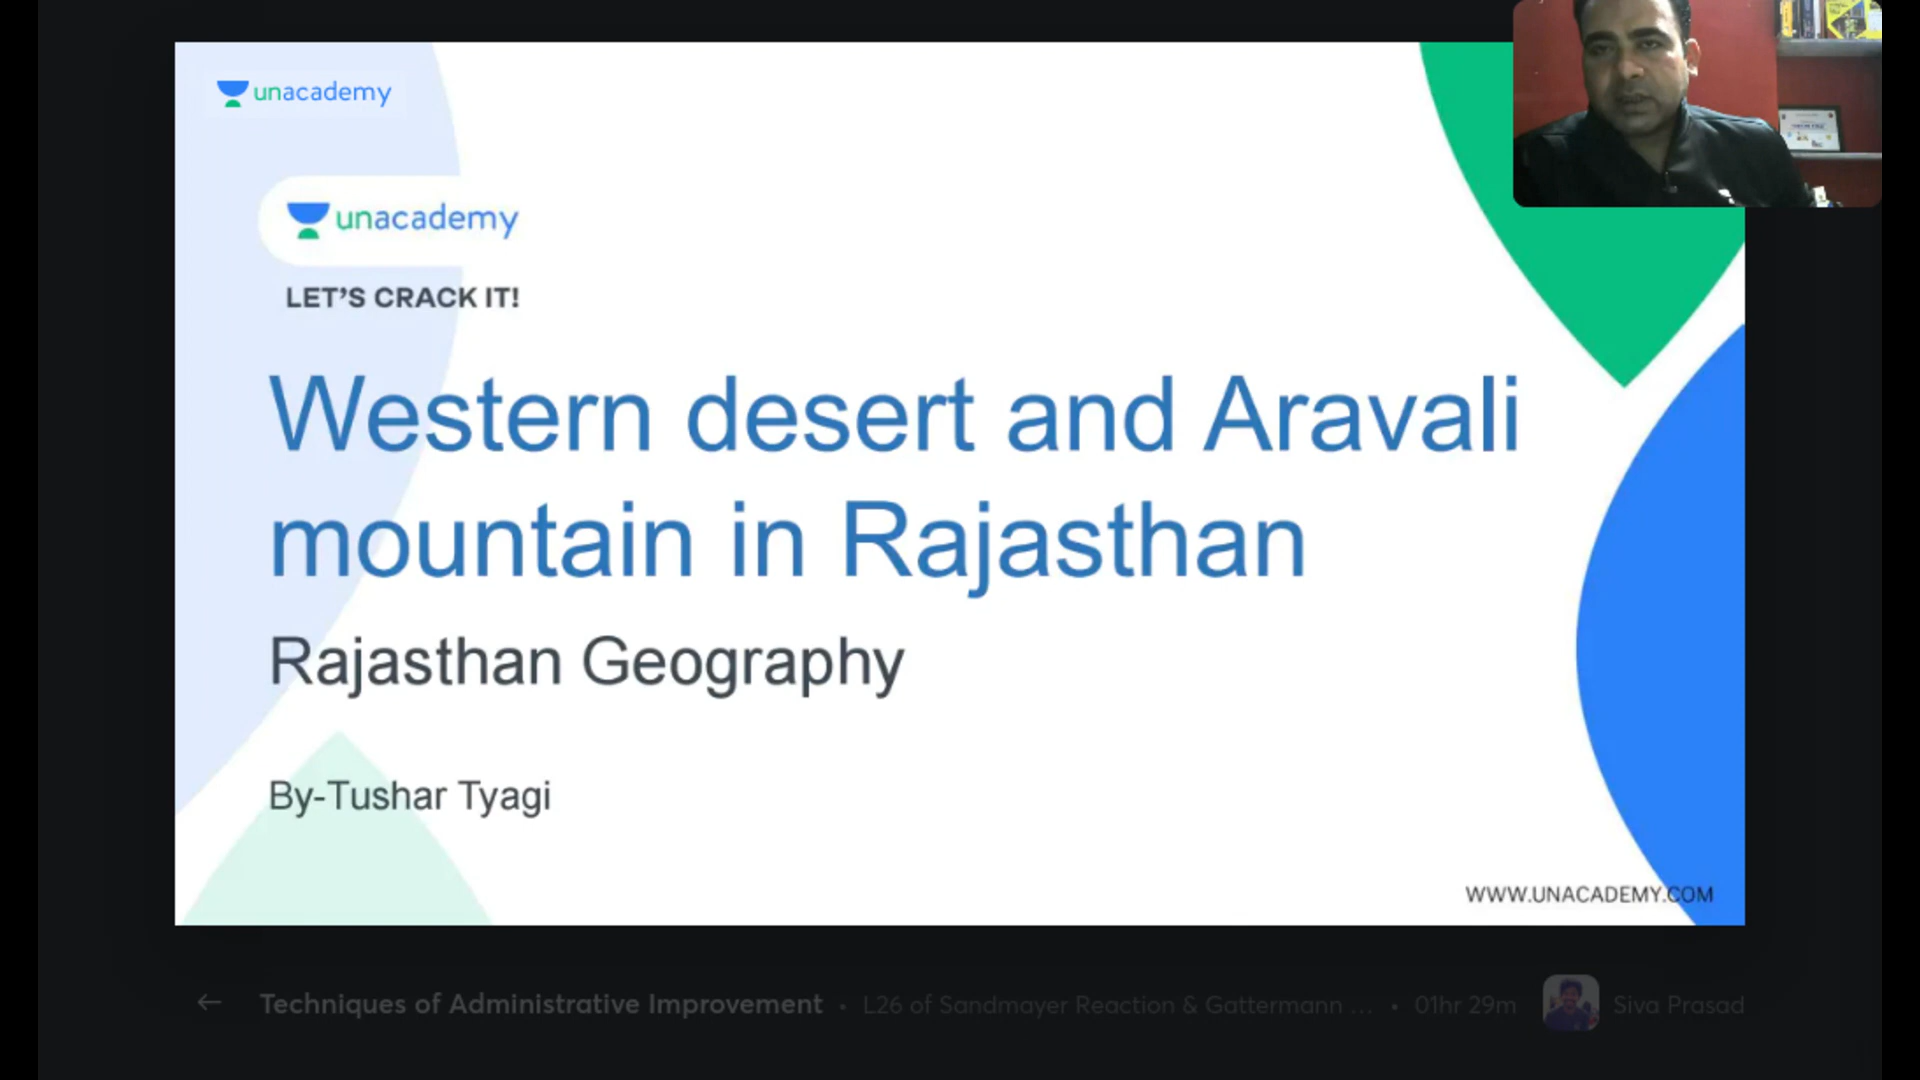 unacademy
unacademy
LET'S CRACK IT!
Western desert and Aravali
mountain in Rajasthan
Rajasthan Geography
By-Tushar Tyagi
WWW.UNACADEMY.COM
Techniques of Administrative Improvement • L26 of Sandmayer Reaction & Gattermann ... • 01hr 29m Siva Prasad